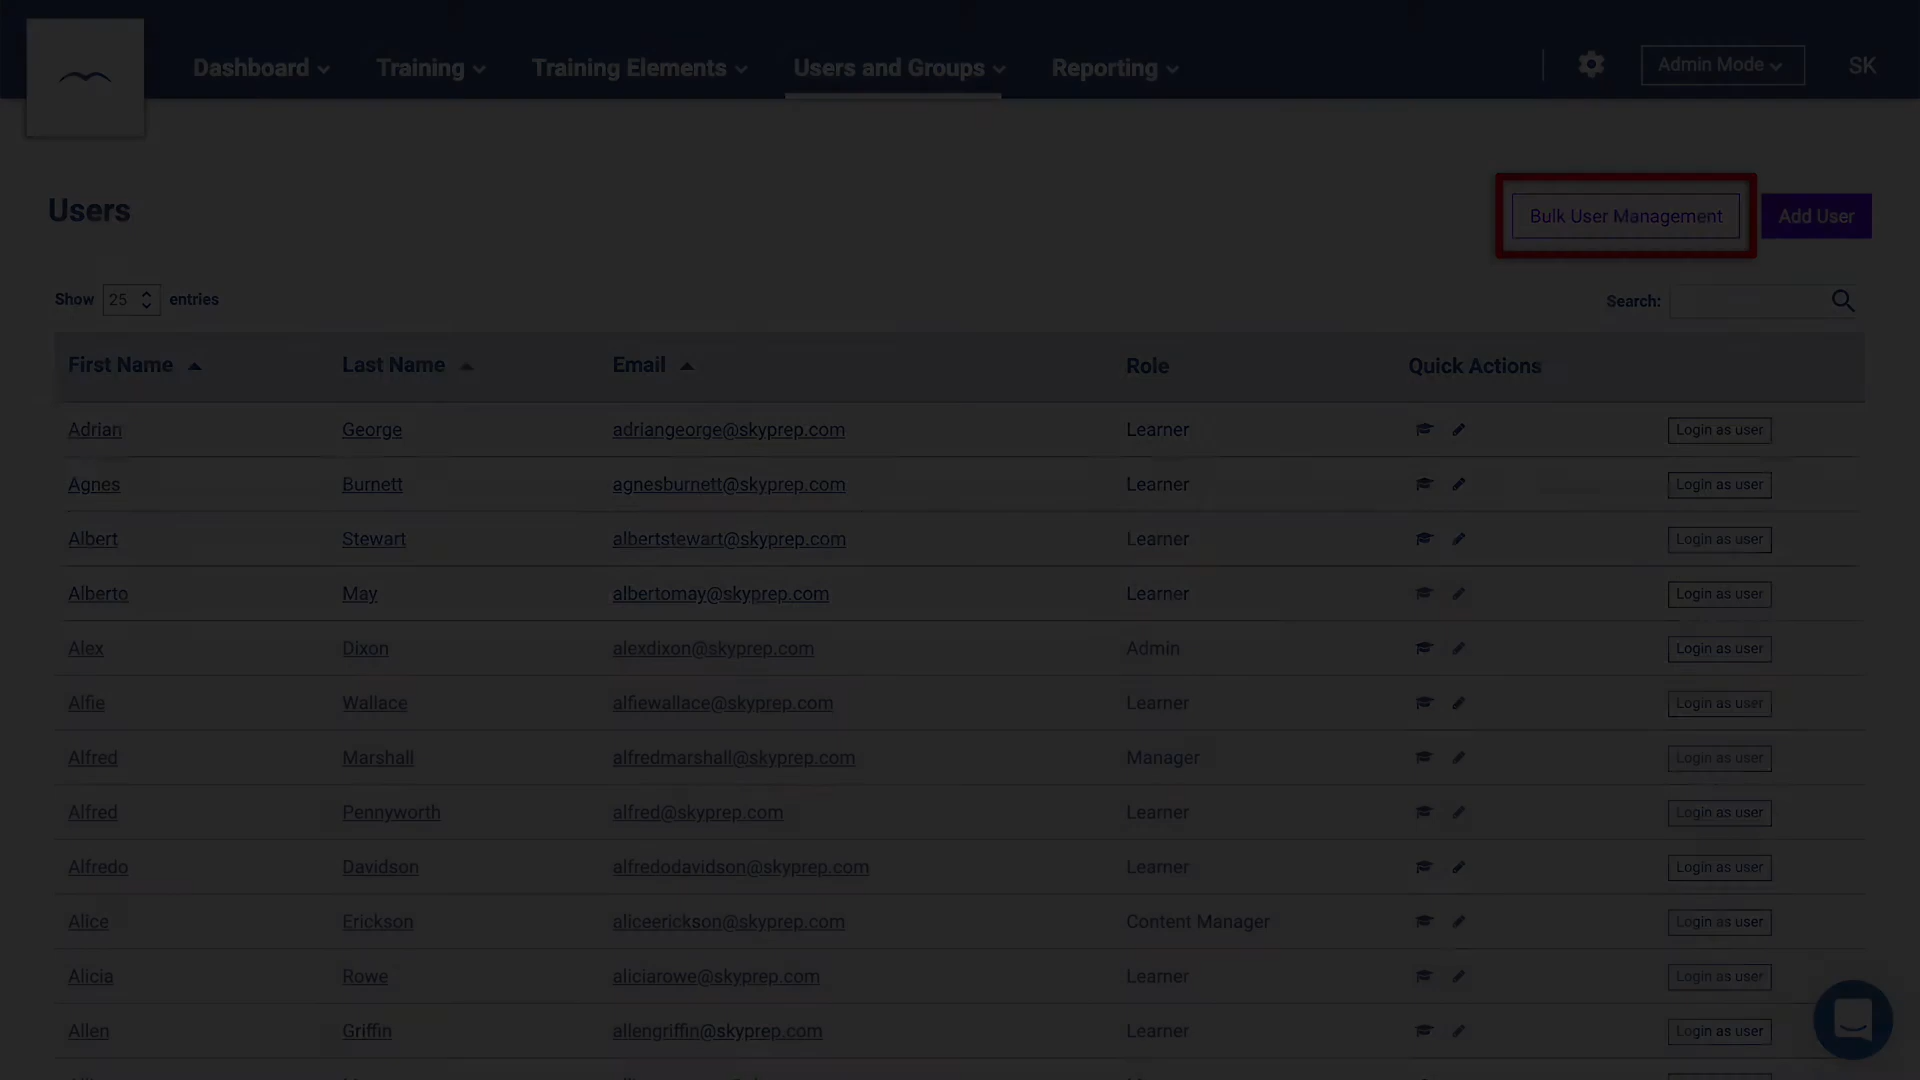 Dashboard Training Training Elements Users and Groups Reporting Admin Mode SK
Users
Bulk User Management Add User
Show 25 entries Search:
First Name Last Name Email Role Quick Actions
Adrian George adriangeorge@skyprep.com Learner Login as user
Agnes Burnett agnesburnett@skyprep.com Learner Login as user
Albert Stewart albertstewart@skyprep.com Learner Login as user
Alberto May albertomay@skyprep.com Learner Login as user
Alex Dixon alexdixon@skyprep.com Admin Login as user
Alfie Wallace alfiewallace@skyprep.com Learner Login as user
Alfred Marshall alfredmarshall@skyprep.com Manager Login as user
Alfred Pennyworth alfred@skyprep.com Learner Login as user
Alfredo Davidson alfredodavidson@skyprep.com Learner Login as user
Alice Erickson aliceerickson@skyprep.com Content Manager Login as user
Alicia Rowe aliciarowe@skyprep.com Learner Login as user
Allen Griffin allengriffin@skyprep.com Learner Login as user